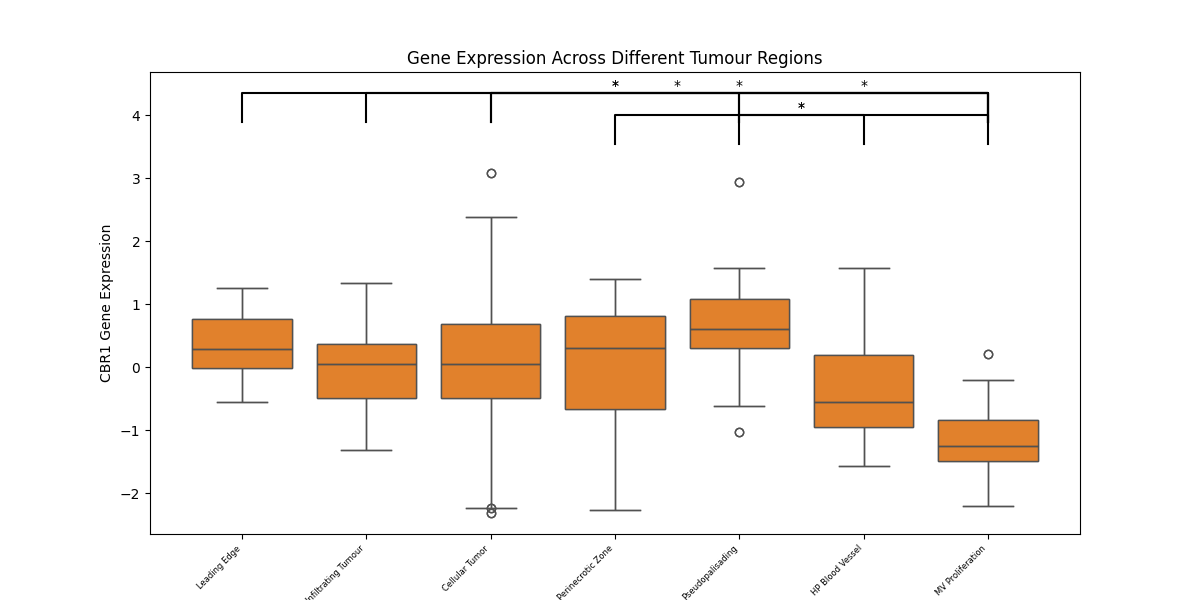 Gene Expression Across Different Tumour Regions
* * * *
*
CBR1 Gene Expression
4
3
2
1
0
−1
−2
Leading Edge
Infiltrating Tumour
Cellular Tumor
Perinecrotic Zone
Pseudopalisading
HP Blood Vessel
MV Proliferation